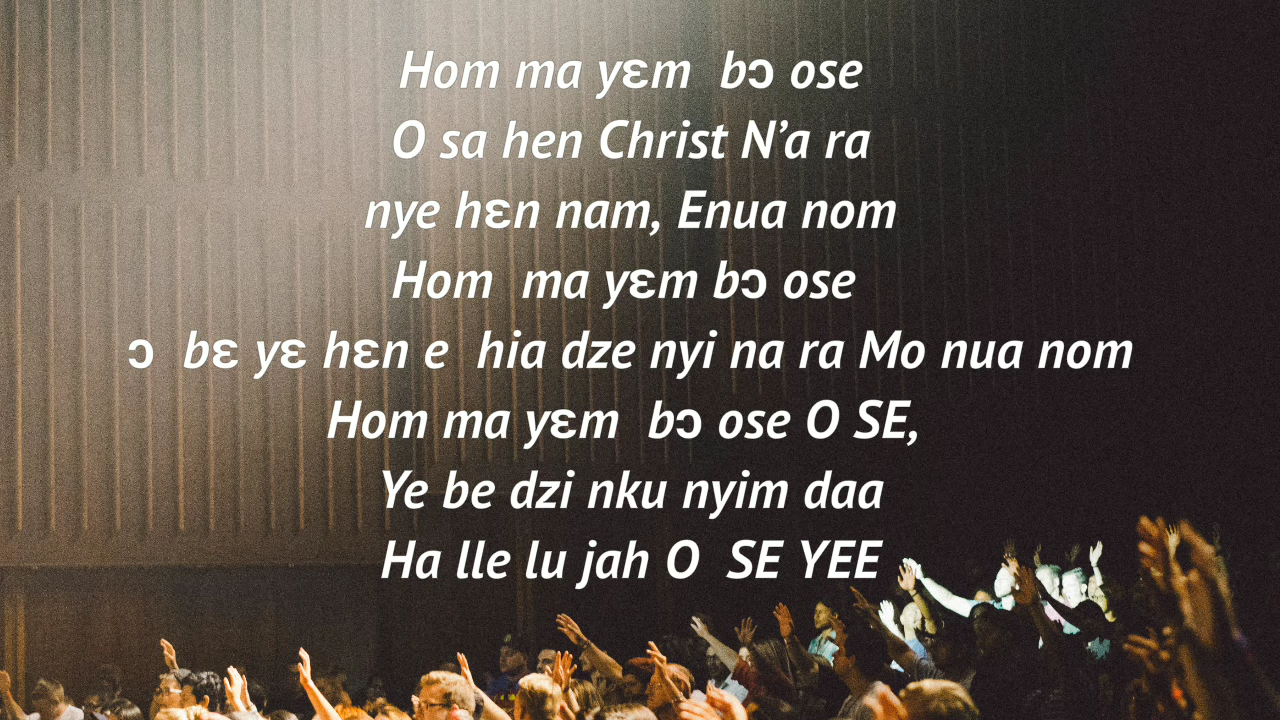 Hom ma yɛm bɔ ose
O sa hen Christ N’a ra
nye hɛn nam, Enua nom
Hom ma yɛm bɔ ose
ɔ bɛ yɛ hɛn e hia dze nyi na ra Mo nua nom
Hom ma yɛm bɔ ose O SE,
Ye be dzi nku nyim daa
Ha lle lu jah O SE YEE